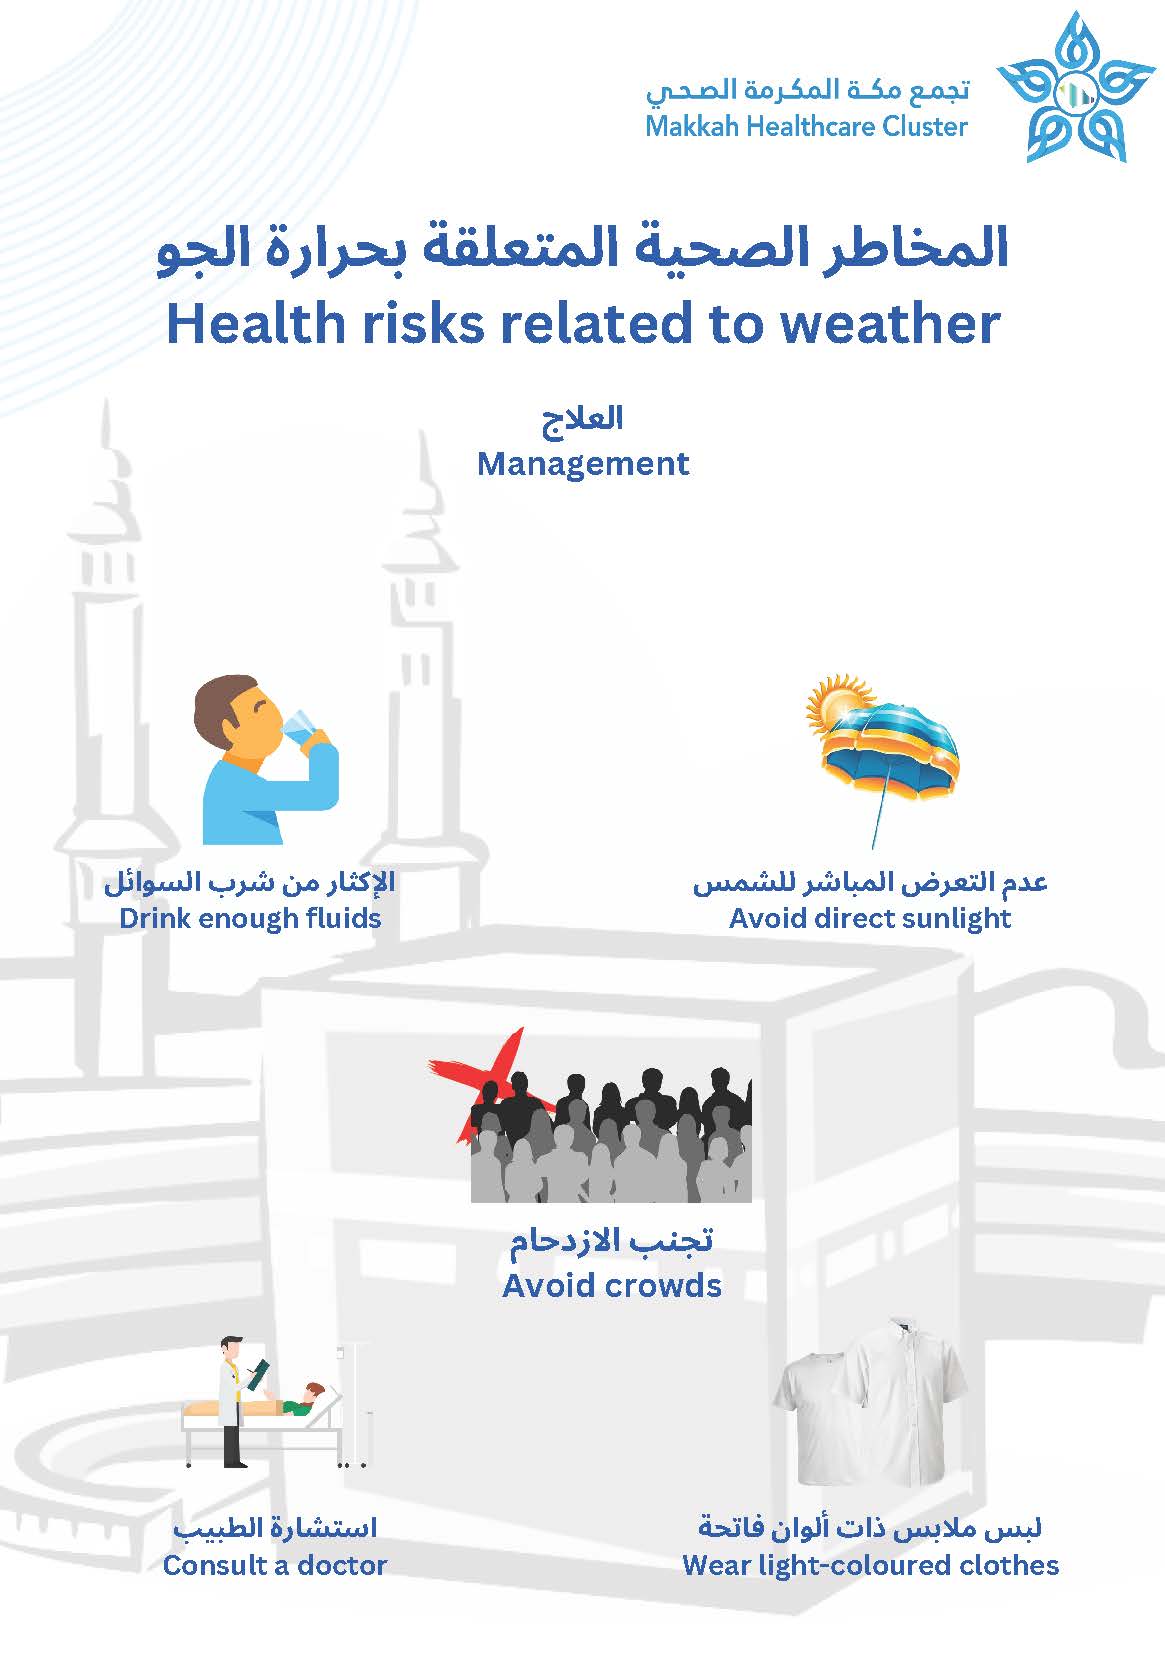 تجمع مكة المكرمة الصحي
Makkah Healthcare Cluster
المخاطر الصحية المتعلقة بحرارة الجو
Health risks related to weather
العلاج
Management
عدم التعرض المباشر للشمس
Avoid direct sunlight
الإكثار من شرب السوائل
Drink enough fluids
تجنب الازدحام
Avoid crowds
لبس ملابس ذات ألوان فاتحة
Wear light-coloured clothes
استشارة الطبيب
Consult a doctor